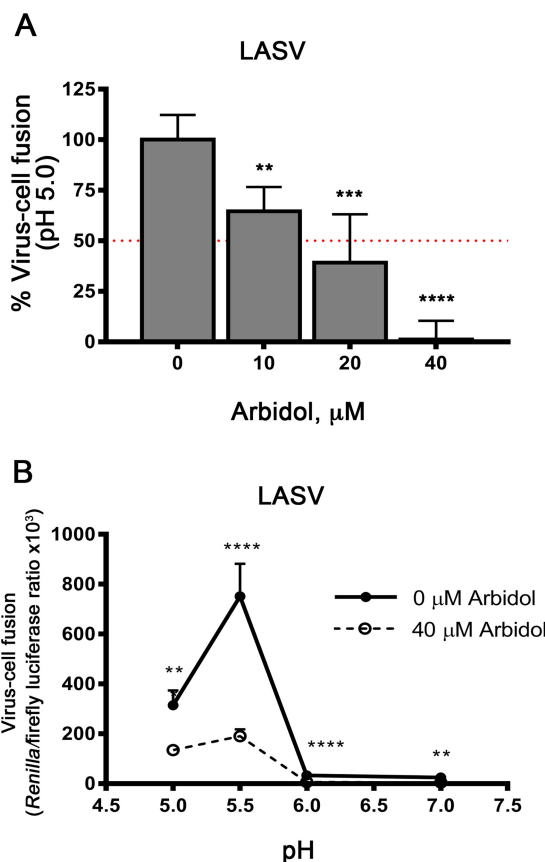 A
LASV
% Virus-cell fusion
(pH 5.0)
125
100
75
50
25
0
**
***
****
0 10 20 40
Arbidol, μM
B
LASV
Virus-cell fusion
(Renilla/firefly luciferase ratio x10³)
1000
800
600
400
200
0
****
**
****
**
0 μM Arbidol
40 μM Arbidol
4.5 5.0 5.5 6.0 6.5 7.0 7.5
pH